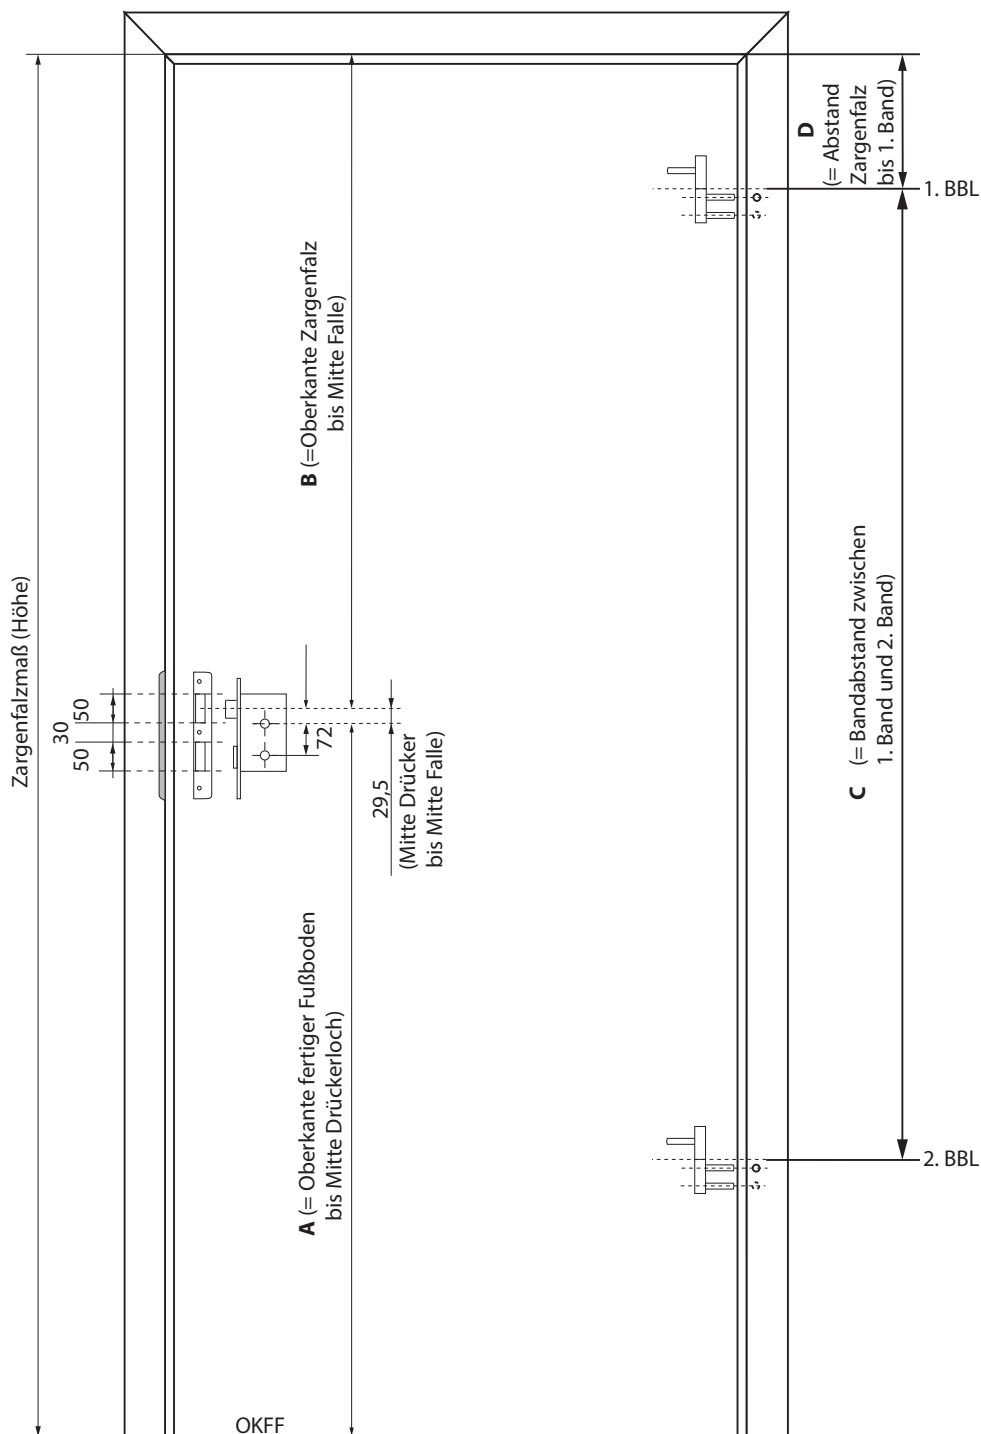 D
(= Abstand
Zargenfalz
bis 1. Band)
1. BBL
B (=Oberkante Zargenfalz
bis Mitte Falle)
Zargenfalzmaß (Höhe)
50
30
50
72
29,5
(Mitte Drücker
bis Mitte Falle)
C (= Bandabstand zwischen
1. Band und 2. Band)
A (= Oberkante fertiger Fußboden
bis Mitte Drückerloch)
2. BBL
OKFF